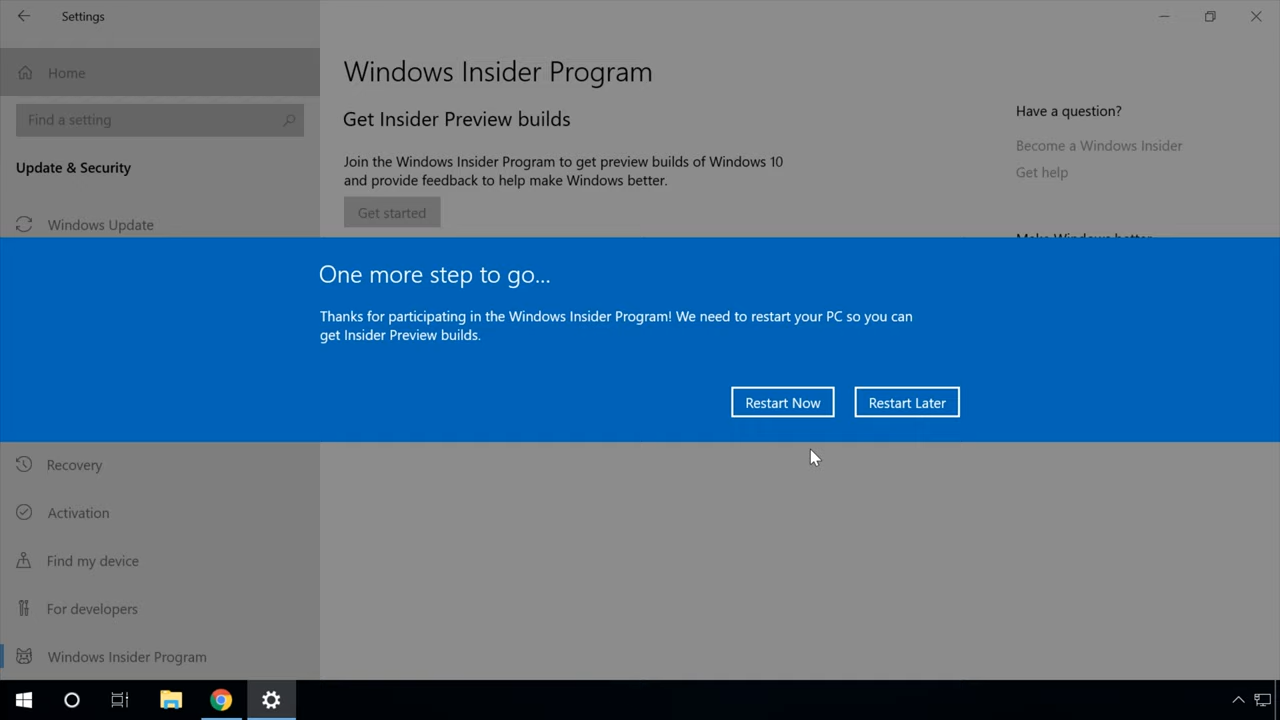 Settings
Home
Find a setting
Update & Security
Windows Update
Windows Insider Program
Get Insider Preview builds
Join the Windows Insider Program to get preview builds of Windows 10
and provide feedback to help make Windows better.
Get started
Have a question?
Become a Windows Insider
Get help
Make Windows better
One more step to go...
Thanks for participating in the Windows Insider Program! We need to restart your PC so you can
get Insider Preview builds.
Restart Now
Restart Later
Recovery
Activation
Find my device
For developers
Windows Insider Program